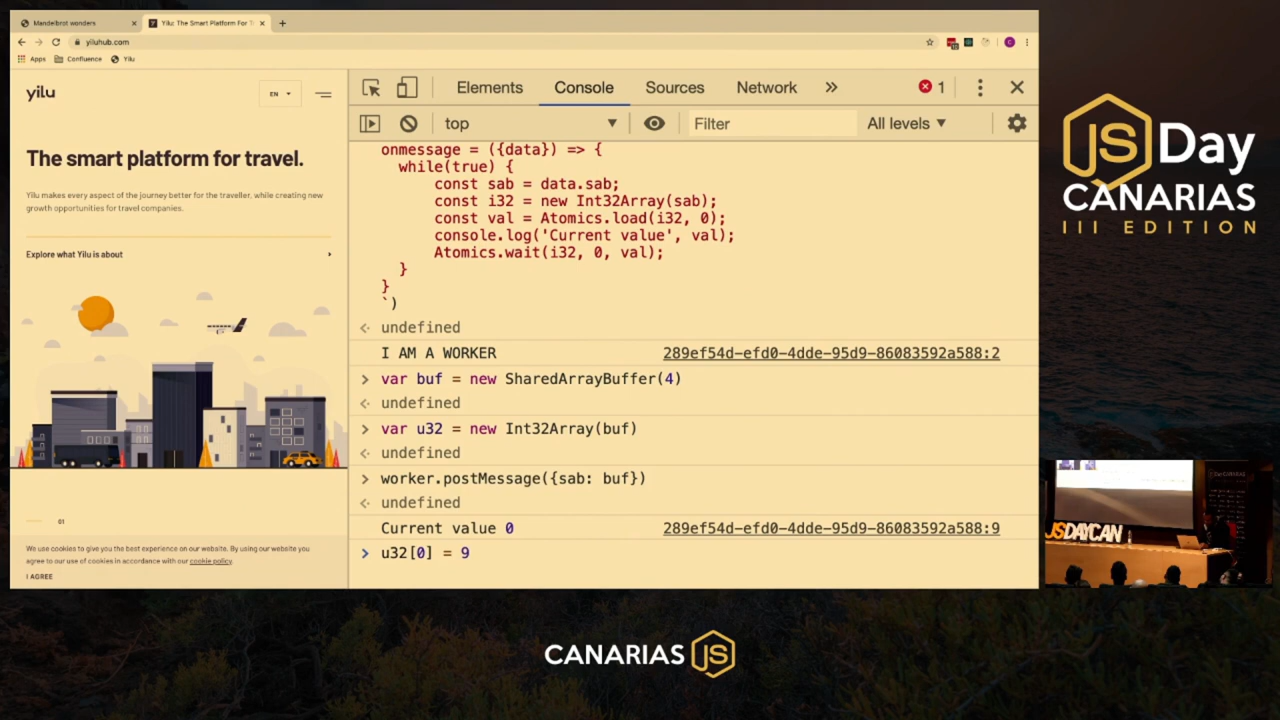 Mandelbrot wonders
Yilu: The Smart Platform For Tr
yiluhub.com
Apps
Confluence
Yilu
yilu
EN
The smart platform for travel.
Yilu makes every aspect of the journey better for the traveller, while creating new
growth opportunities for travel companies.
Explore what Yilu is about
01
We use cookies to give you the best experience on our website. By using our website you
agree to our use of cookies in accordance with our cookie policy.
I AGREE
Elements
Console
Sources
Network
1
top
Filter
All levels
onmessage = ({data}) => {
while(true) {
const sab = data.sab;
const i32 = new Int32Array(sab);
const val = Atomics.load(i32, 0);
console.log('Current value', val);
Atomics.wait(i32, 0, val);
}
}
`)
undefined
I AM A WORKER 289ef54d-efd0-4dde-95d9-86083592a588:2
> var buf = new SharedArrayBuffer(4)
undefined
> var u32 = new Int32Array(buf)
undefined
> worker.postMessage({sab: buf})
undefined
Current value 0 289ef54d-efd0-4dde-95d9-86083592a588:9
> u32[0] = 9
JS Day
CANARIAS
III EDITION
JSDAYCAN
CANARIAS JS